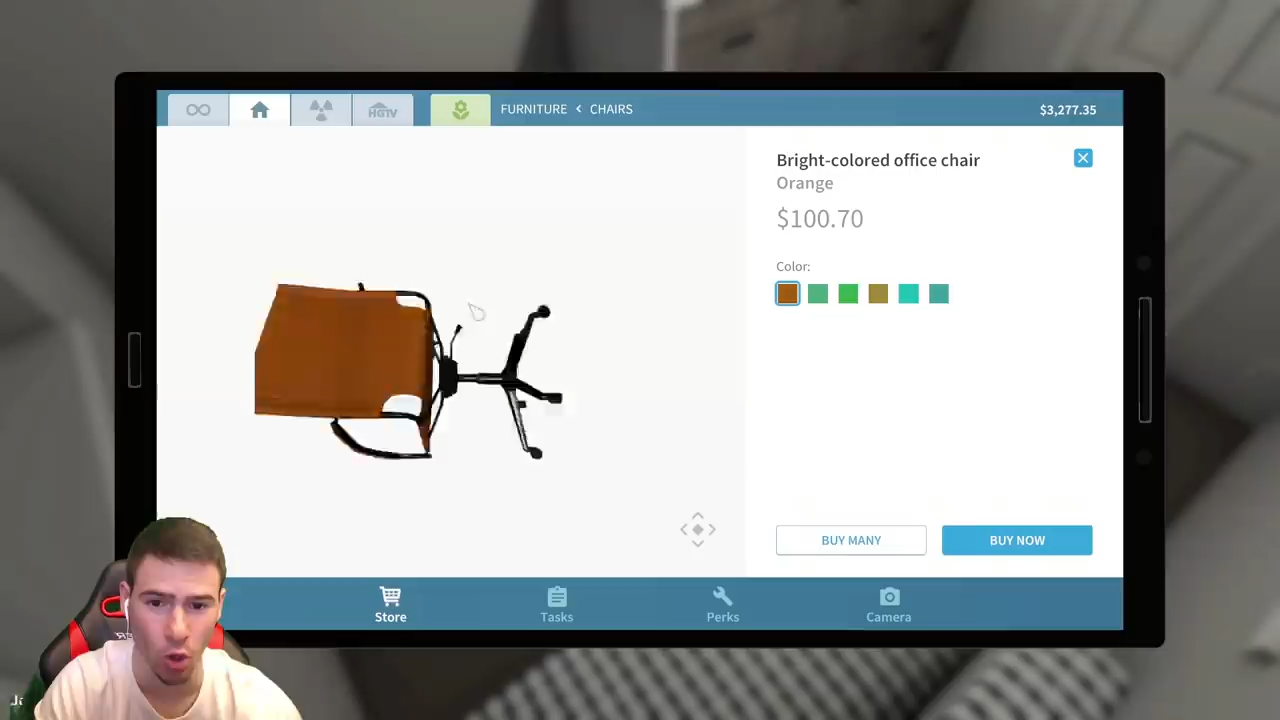 HGTV
FURNITURE < CHAIRS
$3,277.35
Bright-colored office chair
Orange
$100.70
Color:
BUY MANY
BUY NOW
Store
Tasks
Perks
Camera